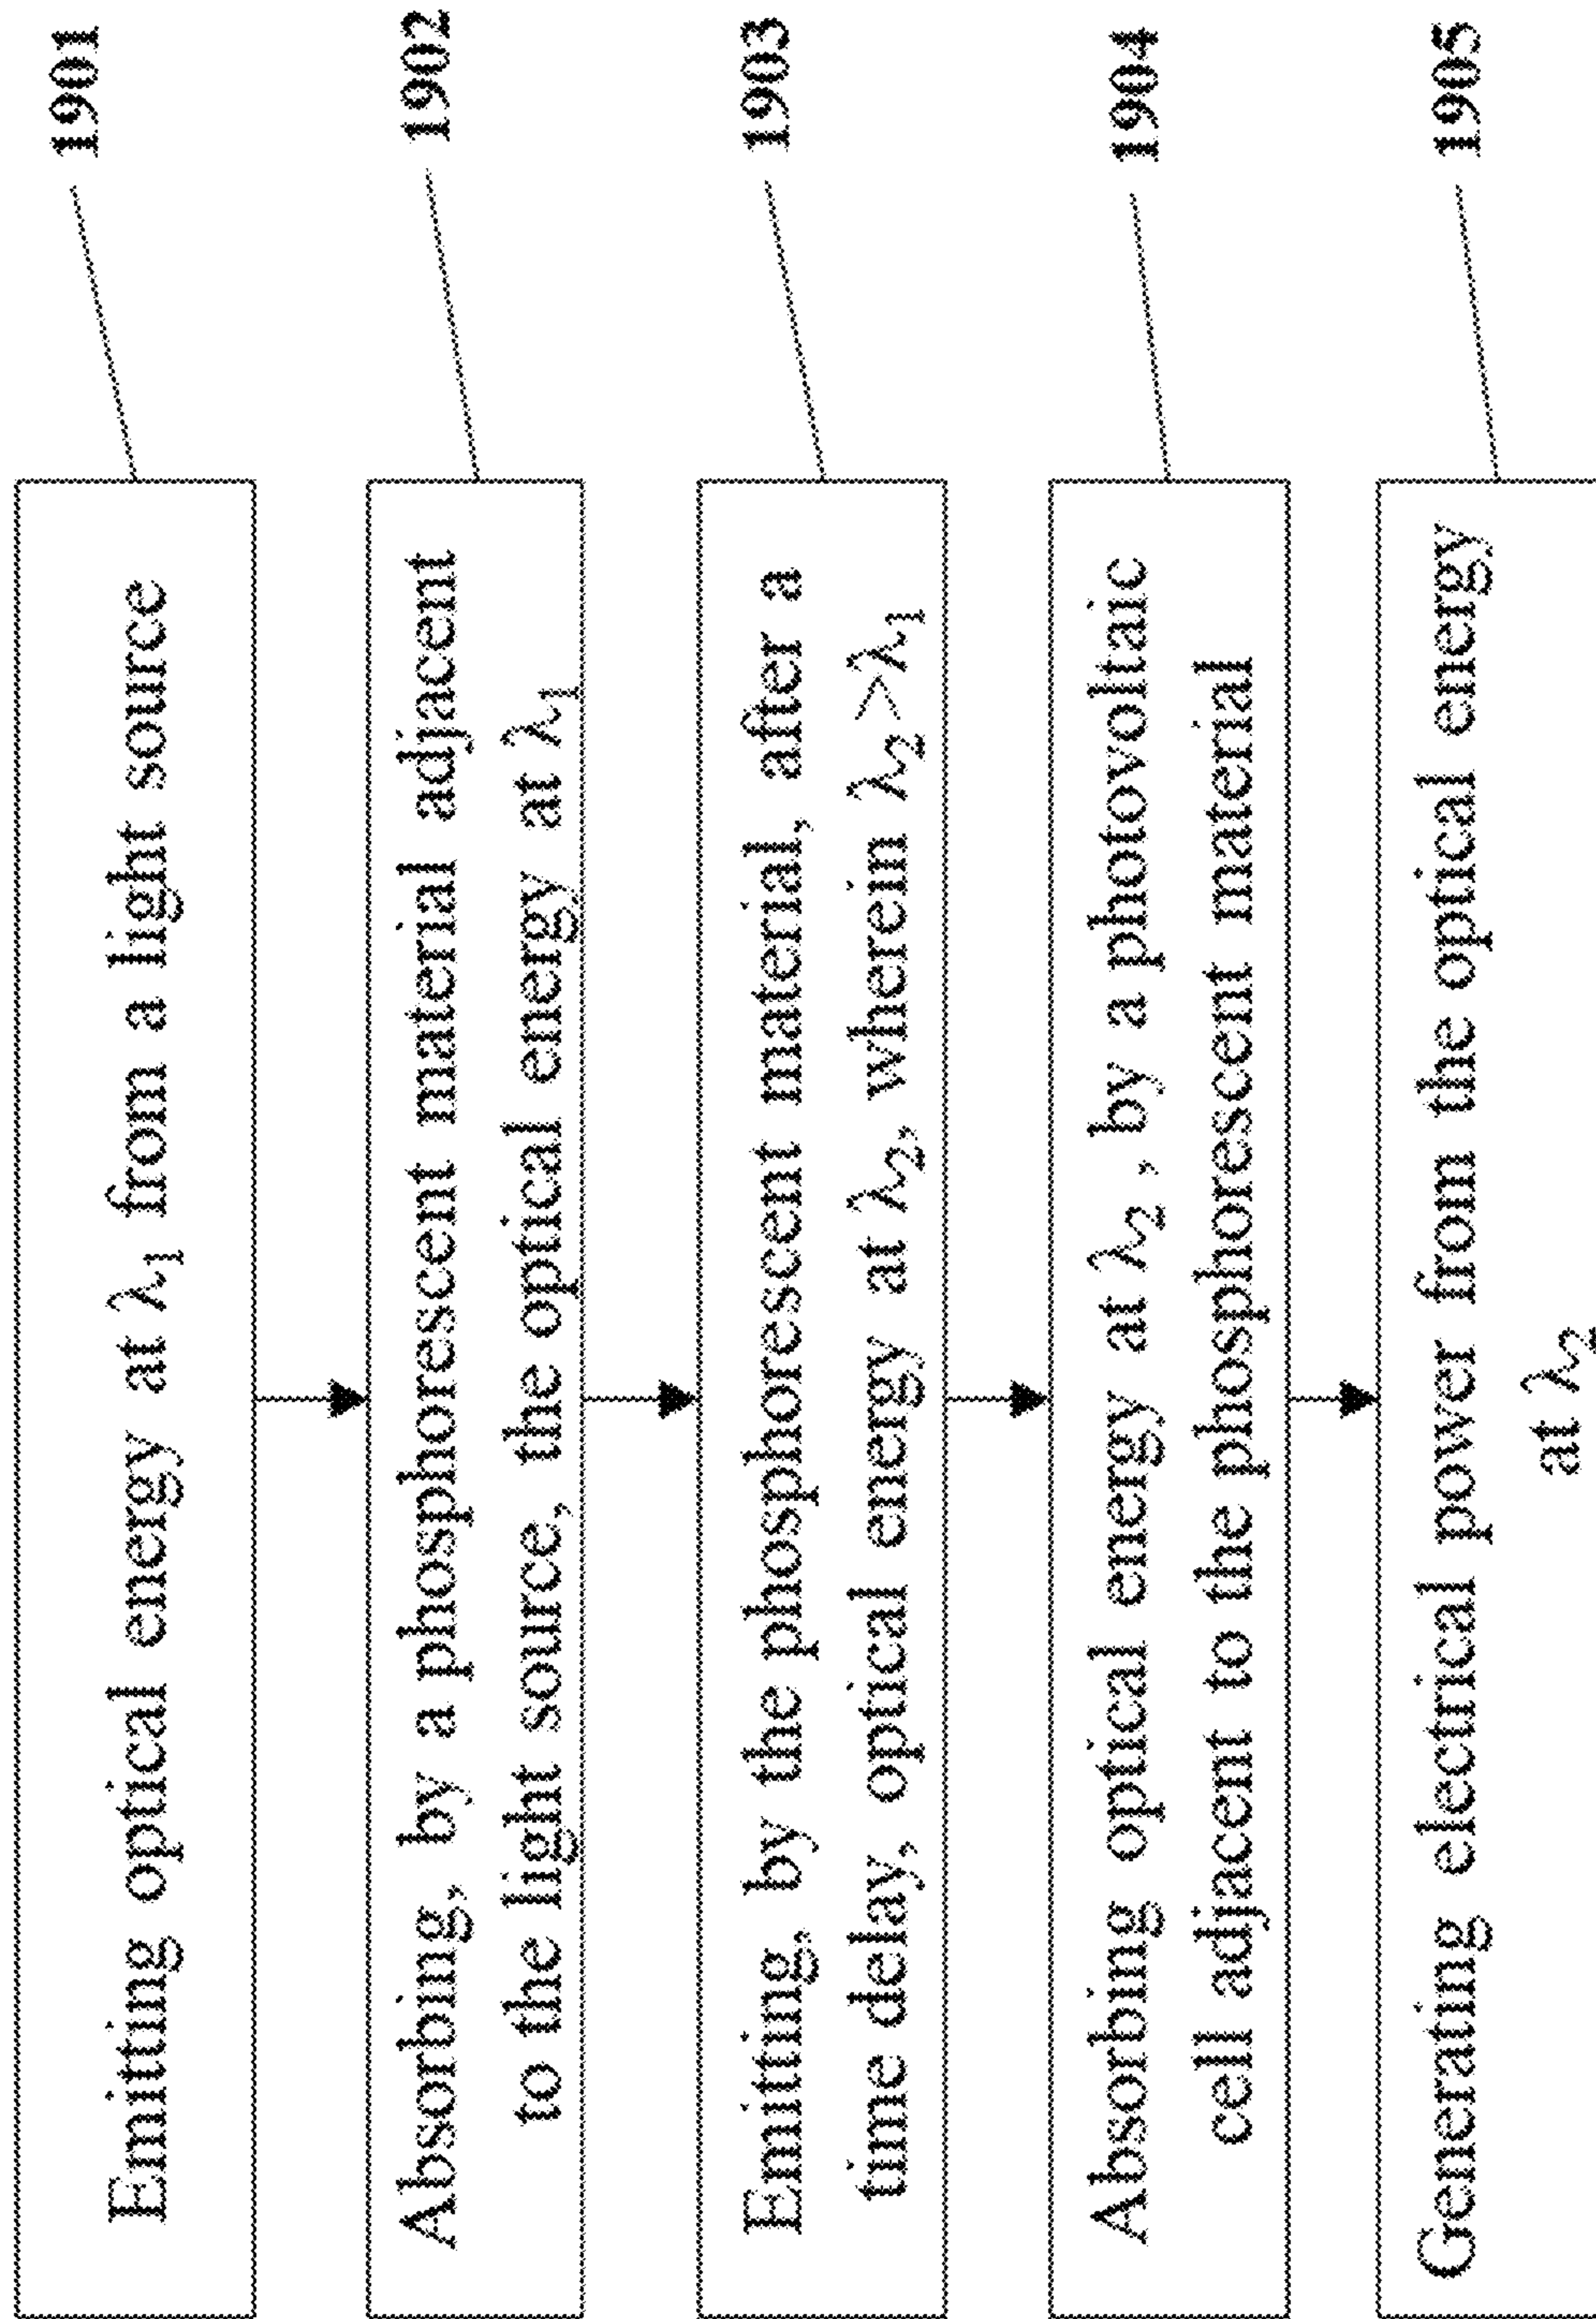 Emitting optical energy at λ₁ from a light source
1901
Absorbing, by a phosphorescent material adjacent
to the light source, the optical energy at λ₁
1902
Emitting, by the phosphorescent material, after a
time delay, optical energy at λ₂, wherein λ₂>λ₁
1903
Absorbing optical energy at λ₂, by a photovoltaic
cell adjacent to the phosphorescent material
1904
Generating electrical power from the optical energy
at λ₂
1905